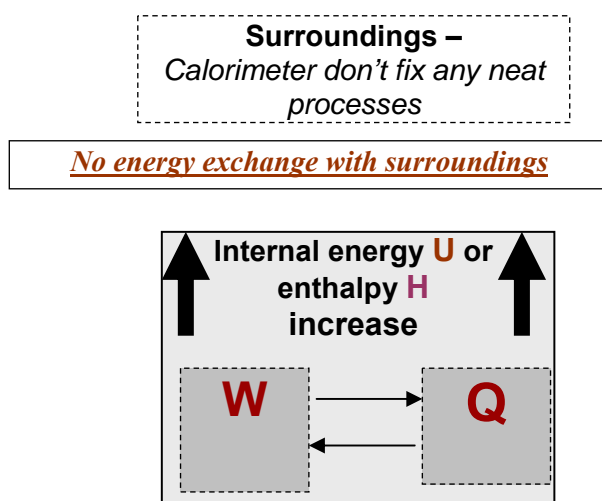 Surroundings –
Calorimeter don’t fix any neat
processes
No energy exchange with surroundings
Internal energy U or
enthalpy H
increase
W
Q